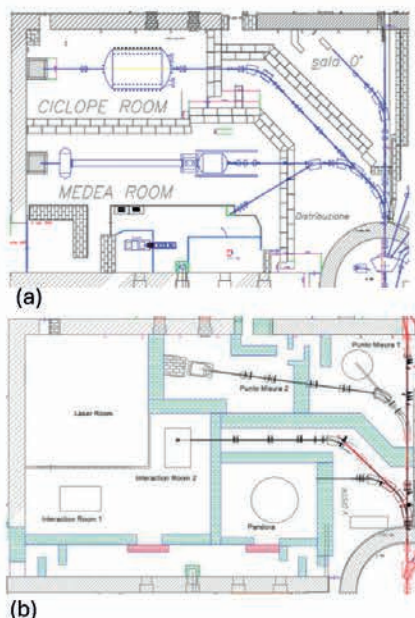 CICLOPE ROOM
sala 0°
MEDEA ROOM
Distribuzione
(a)
Punto Misura 1
Punto Misura 2
Laser Room
Interaction Room 2
Interaction Room 1
Pandora
(b)